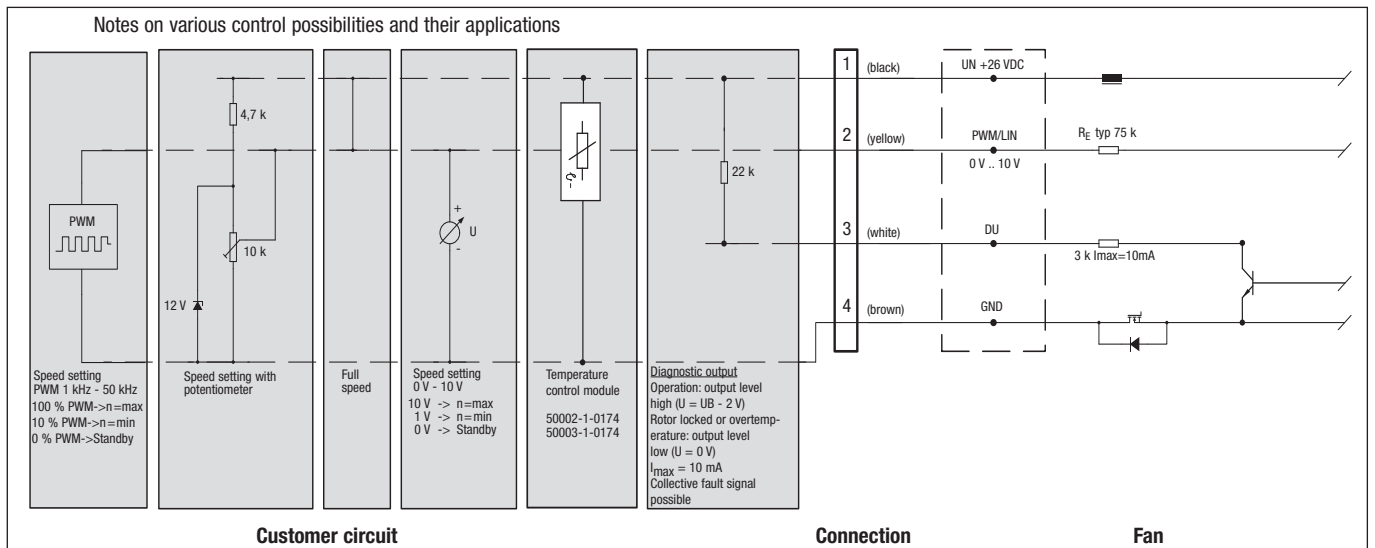 Notes on various control possibilities and their applications
4,7 k
PWM
12 V
10 k
+
U
-
22 k
1
(black)
UN +26 VDC
2
(yellow)
PWM/LIN
0 V .. 10 V
R_E typ 75 k
3
(white)
DU
3 k Imax=10mA
4
(brown)
GND
Speed setting
PWM 1 kHz - 50 kHz
100 % PWM->n=max
10 % PWM->n=min
0 % PWM->Standby
Speed setting with
potentiometer
Full
speed
Speed setting
0 V - 10 V
10 V -> n=max
1 V -> n=min
0 V -> Standby
Temperature
control module
50002-1-0174
50003-1-0174
Diagnostic output
Operation: output level
high (U = UB - 2 V)
Rotor locked or overtemp-
erature: output level
low (U = 0 V)
I_max = 10 mA
Collective fault signal
possible
Customer circuit
Connection
Fan